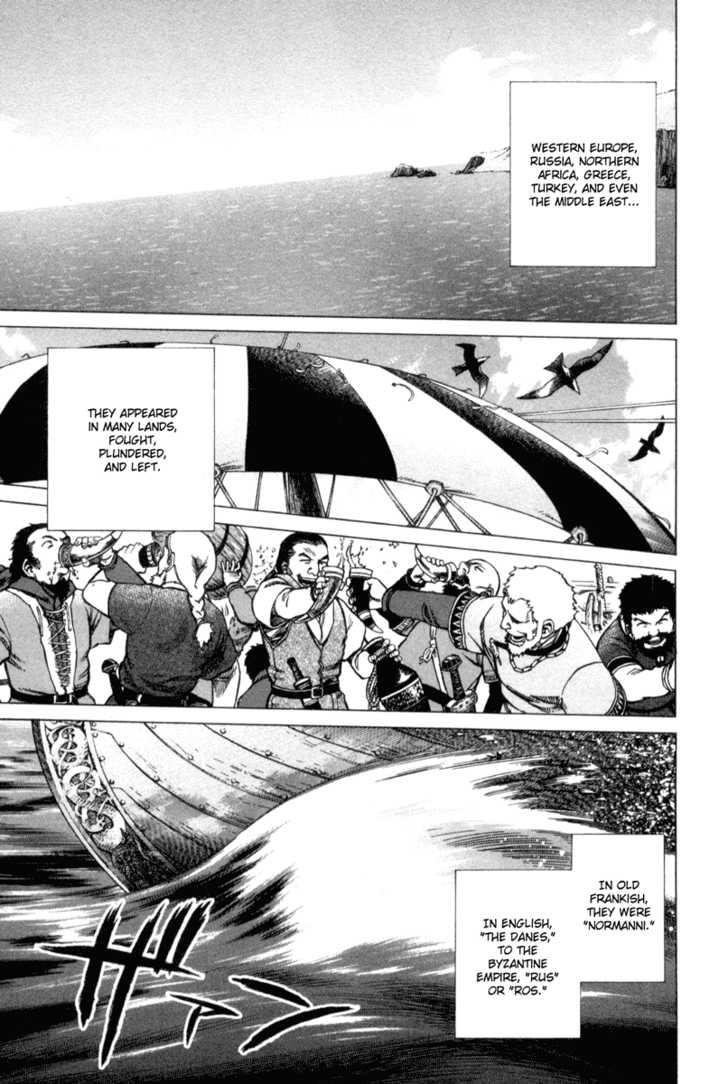 WESTERN EUROPE,
RUSSIA, NORTHERN
AFRICA, GREECE,
TURKEY, AND EVEN
THE MIDDLE EAST...
THEY APPEARED
IN MANY LANDS,
FOUGHT,
PLUNDERED,
AND LEFT.
IN OLD
FRANKISH,
THEY WERE
"NORMANNI."
IN ENGLISH,
"THE DANES,"
TO THE
BYZANTINE
EMPIRE, "RUS"
OR "ROS."
ザァン